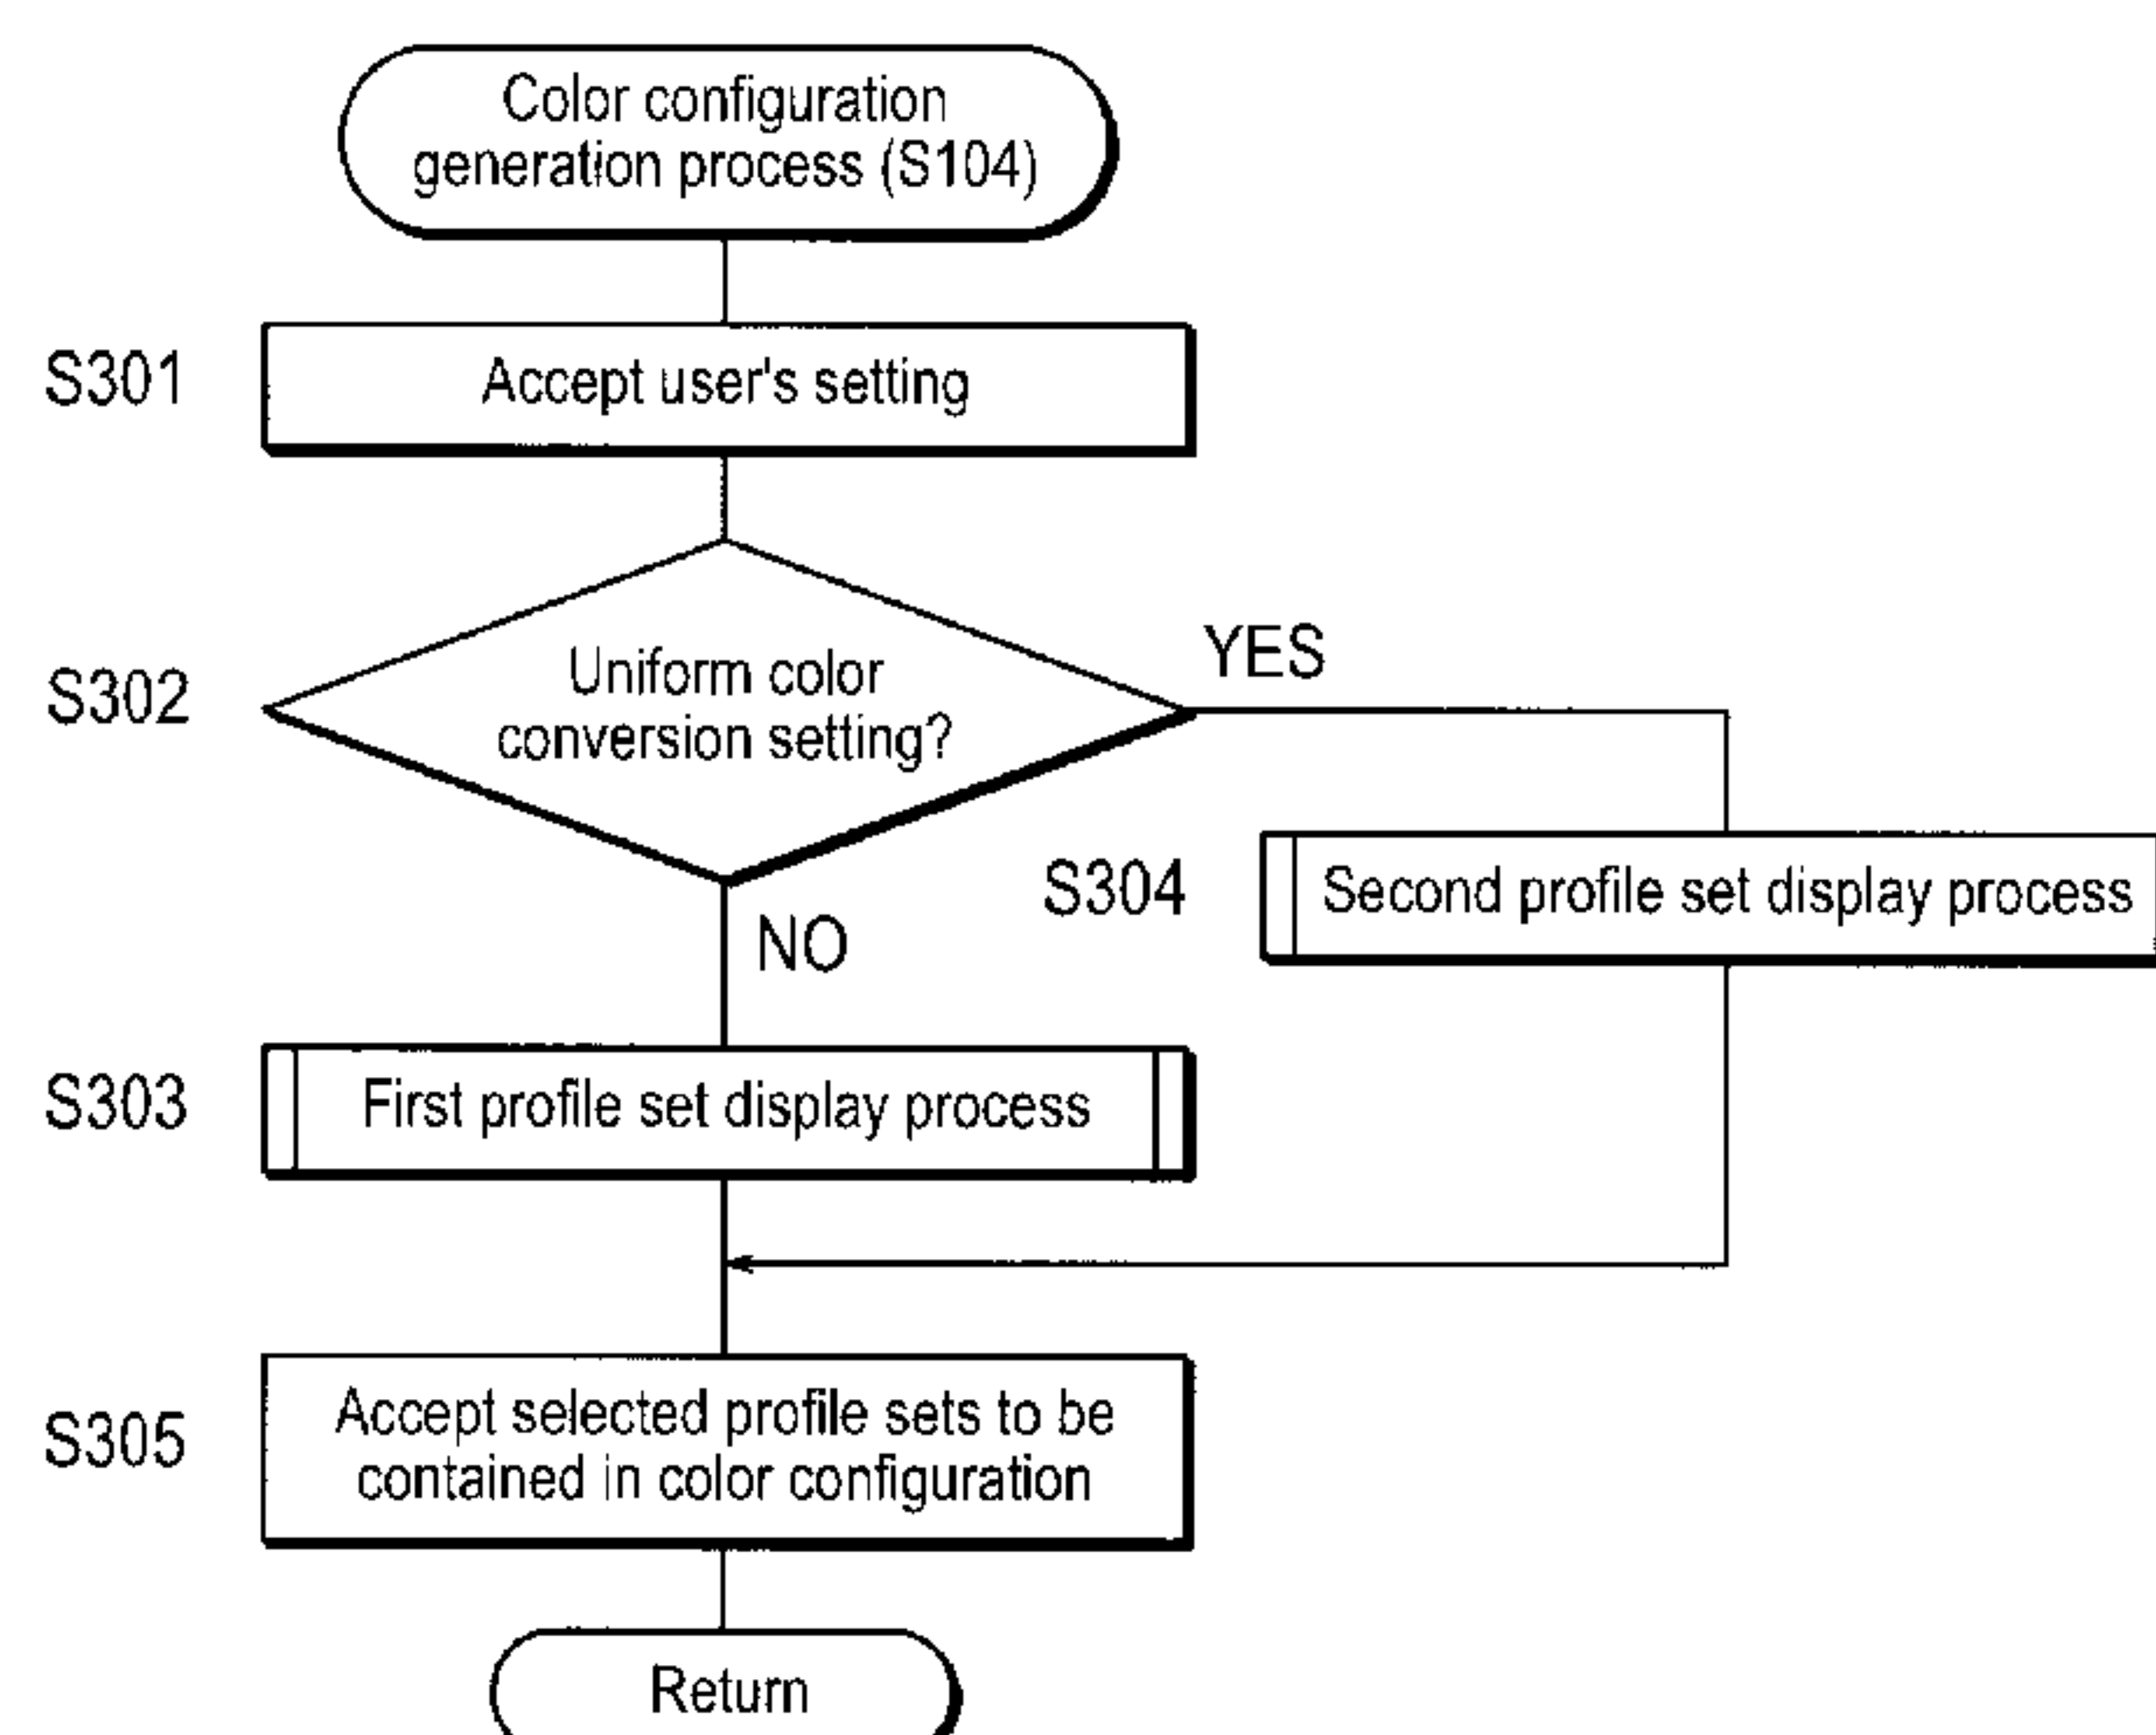 Color configuration
generation process (S104)
S301
Accept user's setting
S302
Uniform color
conversion setting?
YES
NO
S304
Second profile set display process
S303
First profile set display process
S305
Accept selected profile sets to be
contained in color configuration
Return